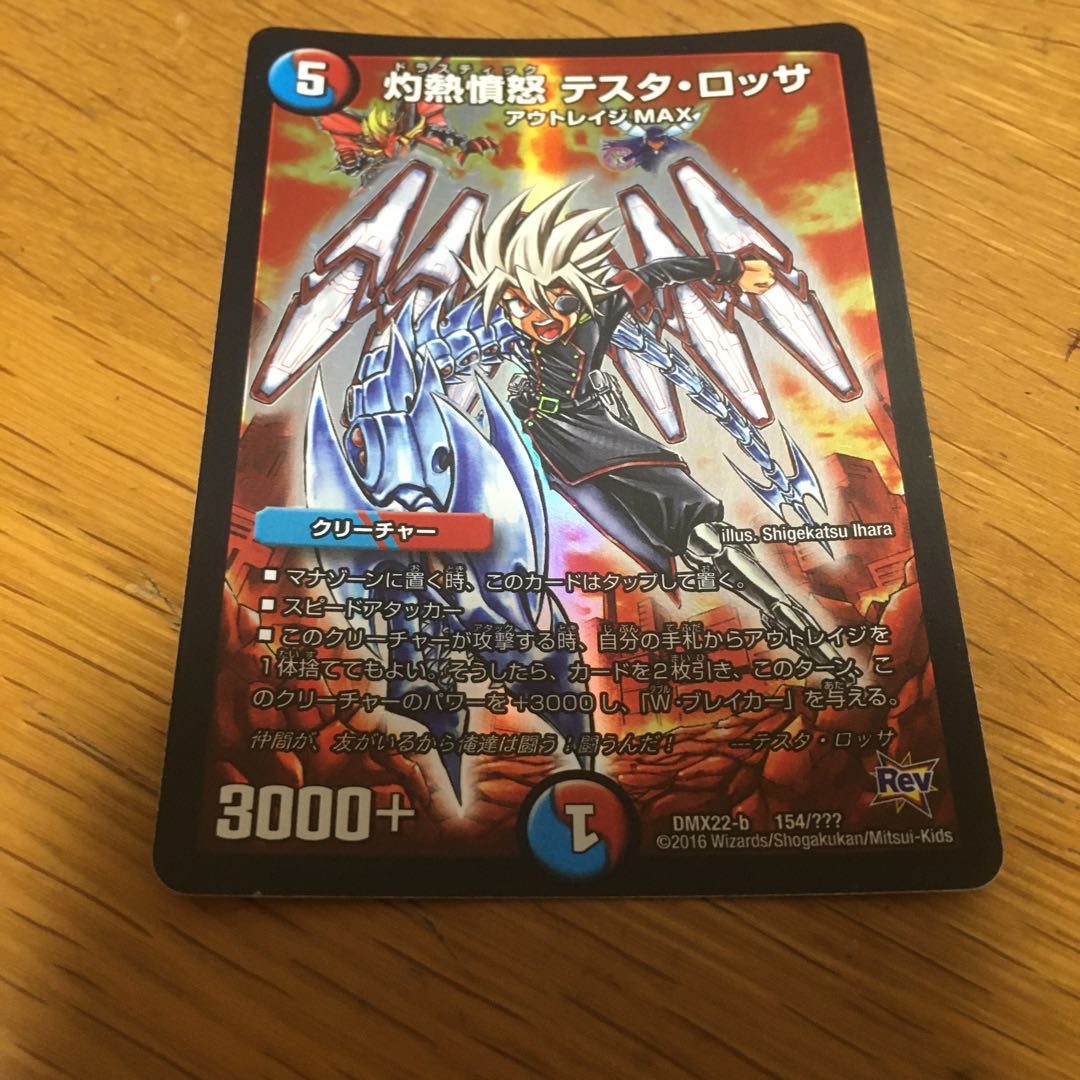 5
ドラスティック
灼熱憤怒 テスタ・ロッサ
アウトレイジMAX
クリーチャー
illus. Shigekatsu Ihara
■ マナゾーンに置く時、このカードはタップして置く。
■ スピードアタッカー
■ このクリーチャーが攻撃する時、自分の手札からアウトレイジを
1体捨ててもよい。そうしたら、カードを2枚引き、このターン、こ
のクリーチャーのパワーを+3000し、「W・ブレイカー」を与える。
仲間が、友がいるから俺達は闘う！闘うんだ！ ---テスタ・ロッサ
Rev
3000+
1
DMX22-b 154/???
©2016 Wizards/Shogakukan/Mitsui-Kids